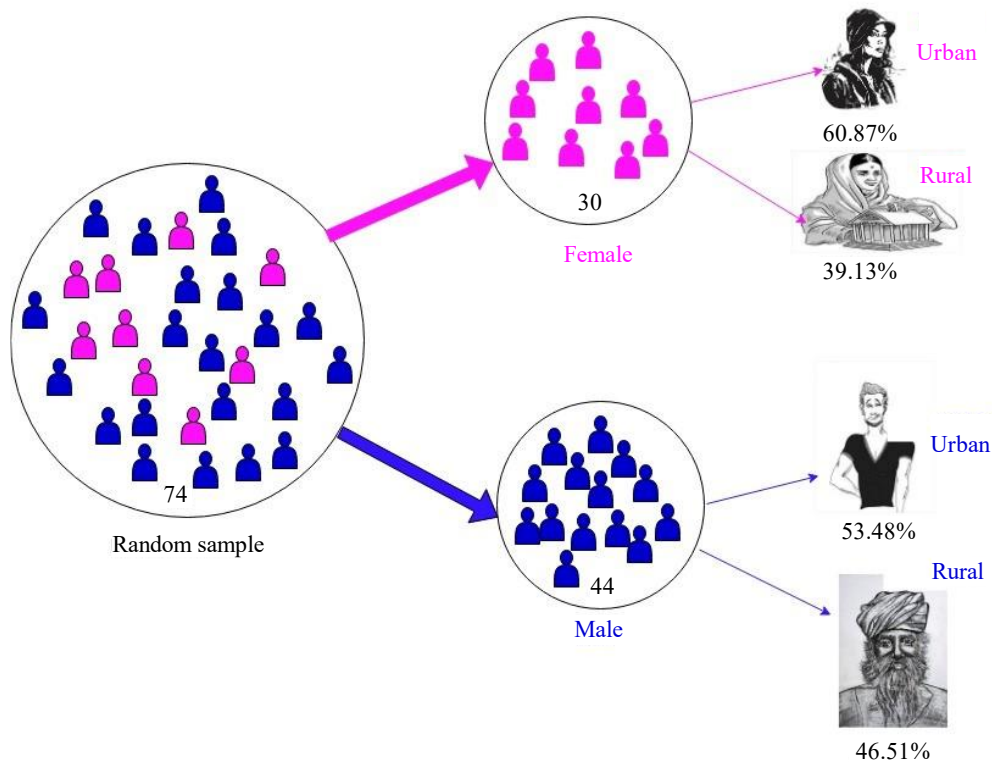 Urban
60.87%
Rural
39.13%
30
Female
74
Random sample
Urban
53.48%
44
Male
Rural
46.51%